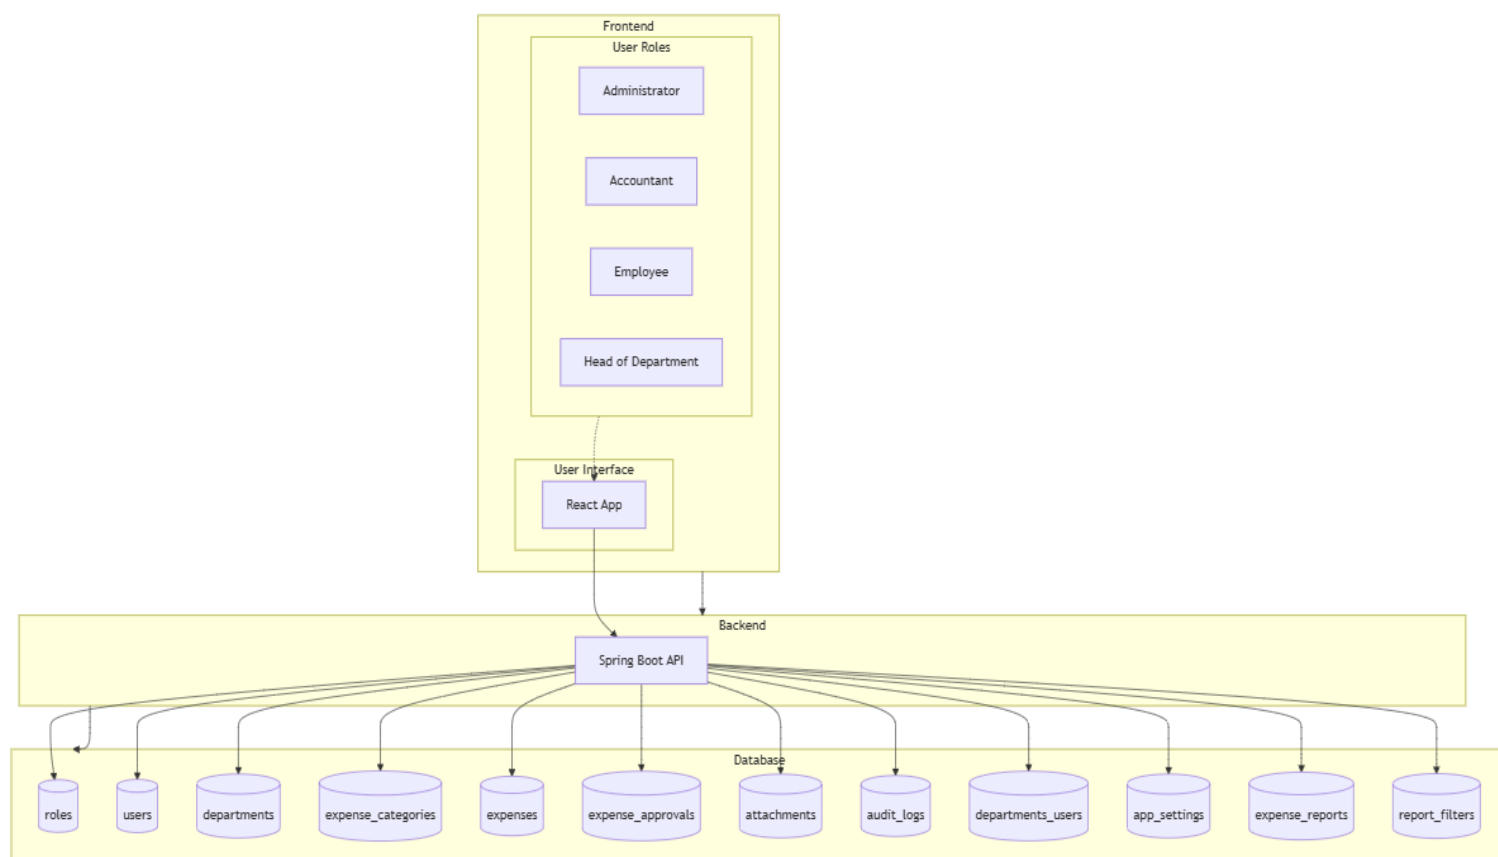 Frontend
User Roles
Administrator
Accountant
Employee
Head of Department
User Interface
React App
Backend
Spring Boot API
Database
roles
users
departments
expense_categories
expenses
expense_approvals
attachments
audit_logs
departments_users
app_settings
expense_reports
report_filters